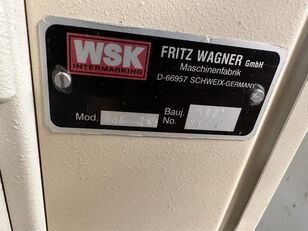 WSK
INTERMARKING
FRITZ WAGNER GmbH
Maschinenfabrik
D-66957 SCHWEIX-GERMANY
Mod.
Bauj.
No.